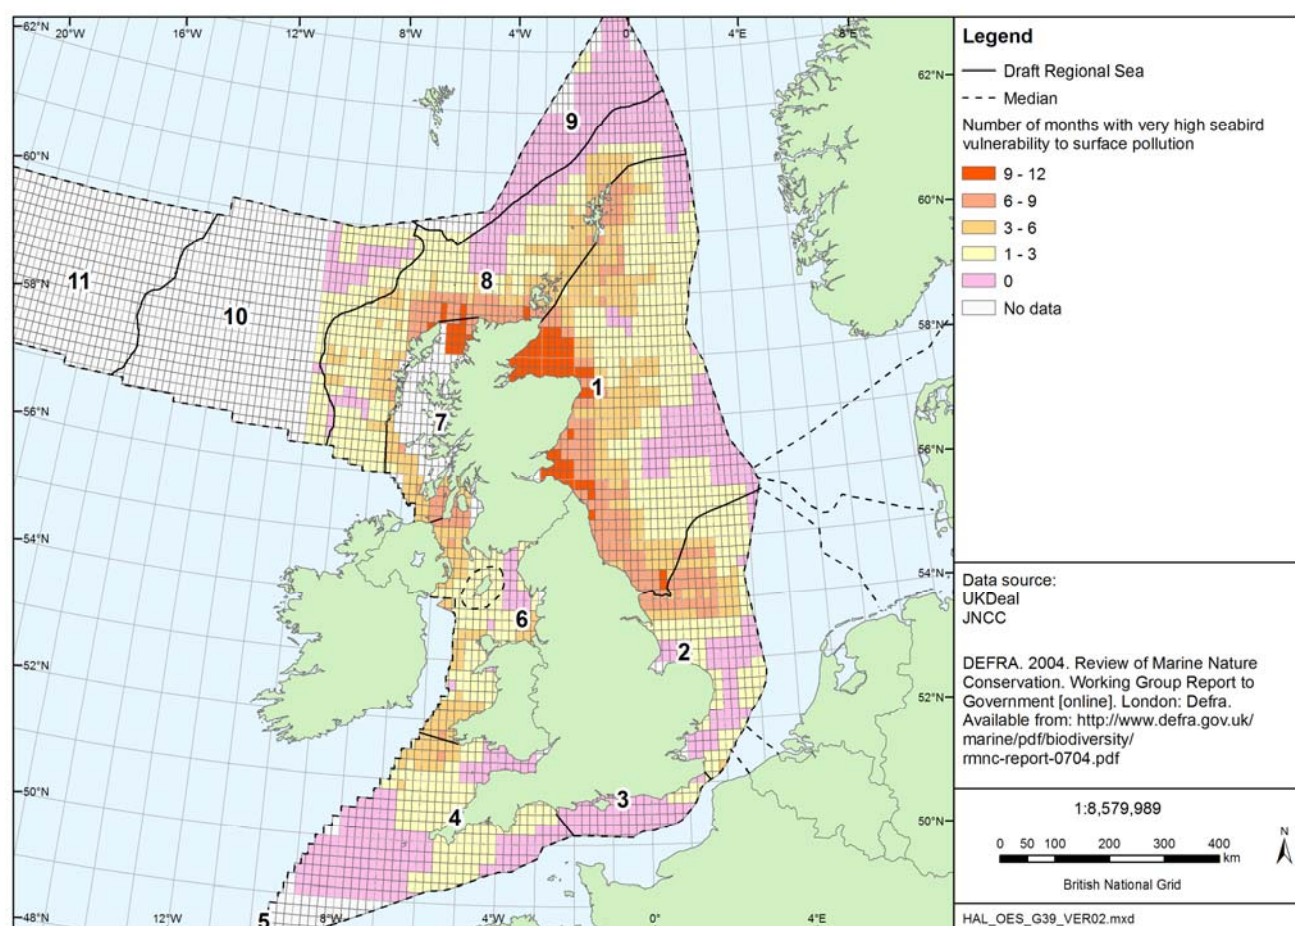 62°N
20°W
16°W
12°W
8°W
4°W
0°
4°E
8°E
62°N
60°N
60°N
58°N
58°N
56°N
56°N
54°N
54°N
52°N
52°N
50°N
50°N
48°N
16°W
12°W
8°W
4°W
0°
4°E
9
8
11
10
1
7
6
2
3
4
5
Legend
Draft Regional Sea
Median
Number of months with very high seabird
vulnerability to surface pollution
9 - 12
6 - 9
3 - 6
1 - 3
0
No data
Data source:
UKDeal
JNCC
DEFRA. 2004. Review of Marine Nature
Conservation. Working Group Report to
Government [online]. London: Defra.
Available from: http://www.defra.gov.uk/
marine/pdf/biodiversity/
rmnc-report-0704.pdf
1:8,579,989
0 50 100 200 300 400
km
N
British National Grid
HAL_OES_G39_VER02.mxd